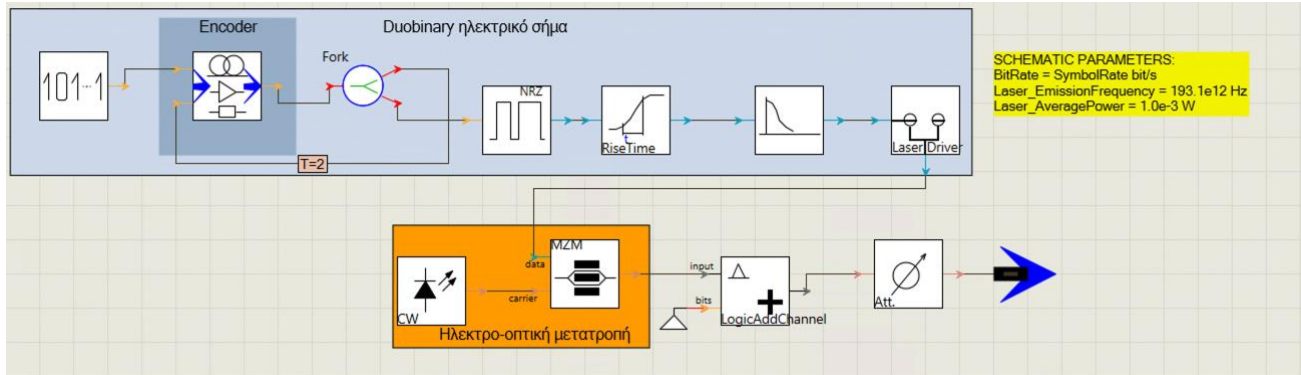 Encoder
Duobinary ηλεκτρικό σήμα
Fork
101...1
NRZ
RiseTime
Laser Driver
T=2
SCHEMATIC PARAMETERS:
BitRate = SymbolRate bit/s
Laser_EmissionFrequency = 193.1e12 Hz
Laser_AveragePower = 1.0e-3 W
MZM
data
carrier
CW
Ηλεκτρο-οπτική μετατροπή
input
bits
LogicAddChannel
Att.